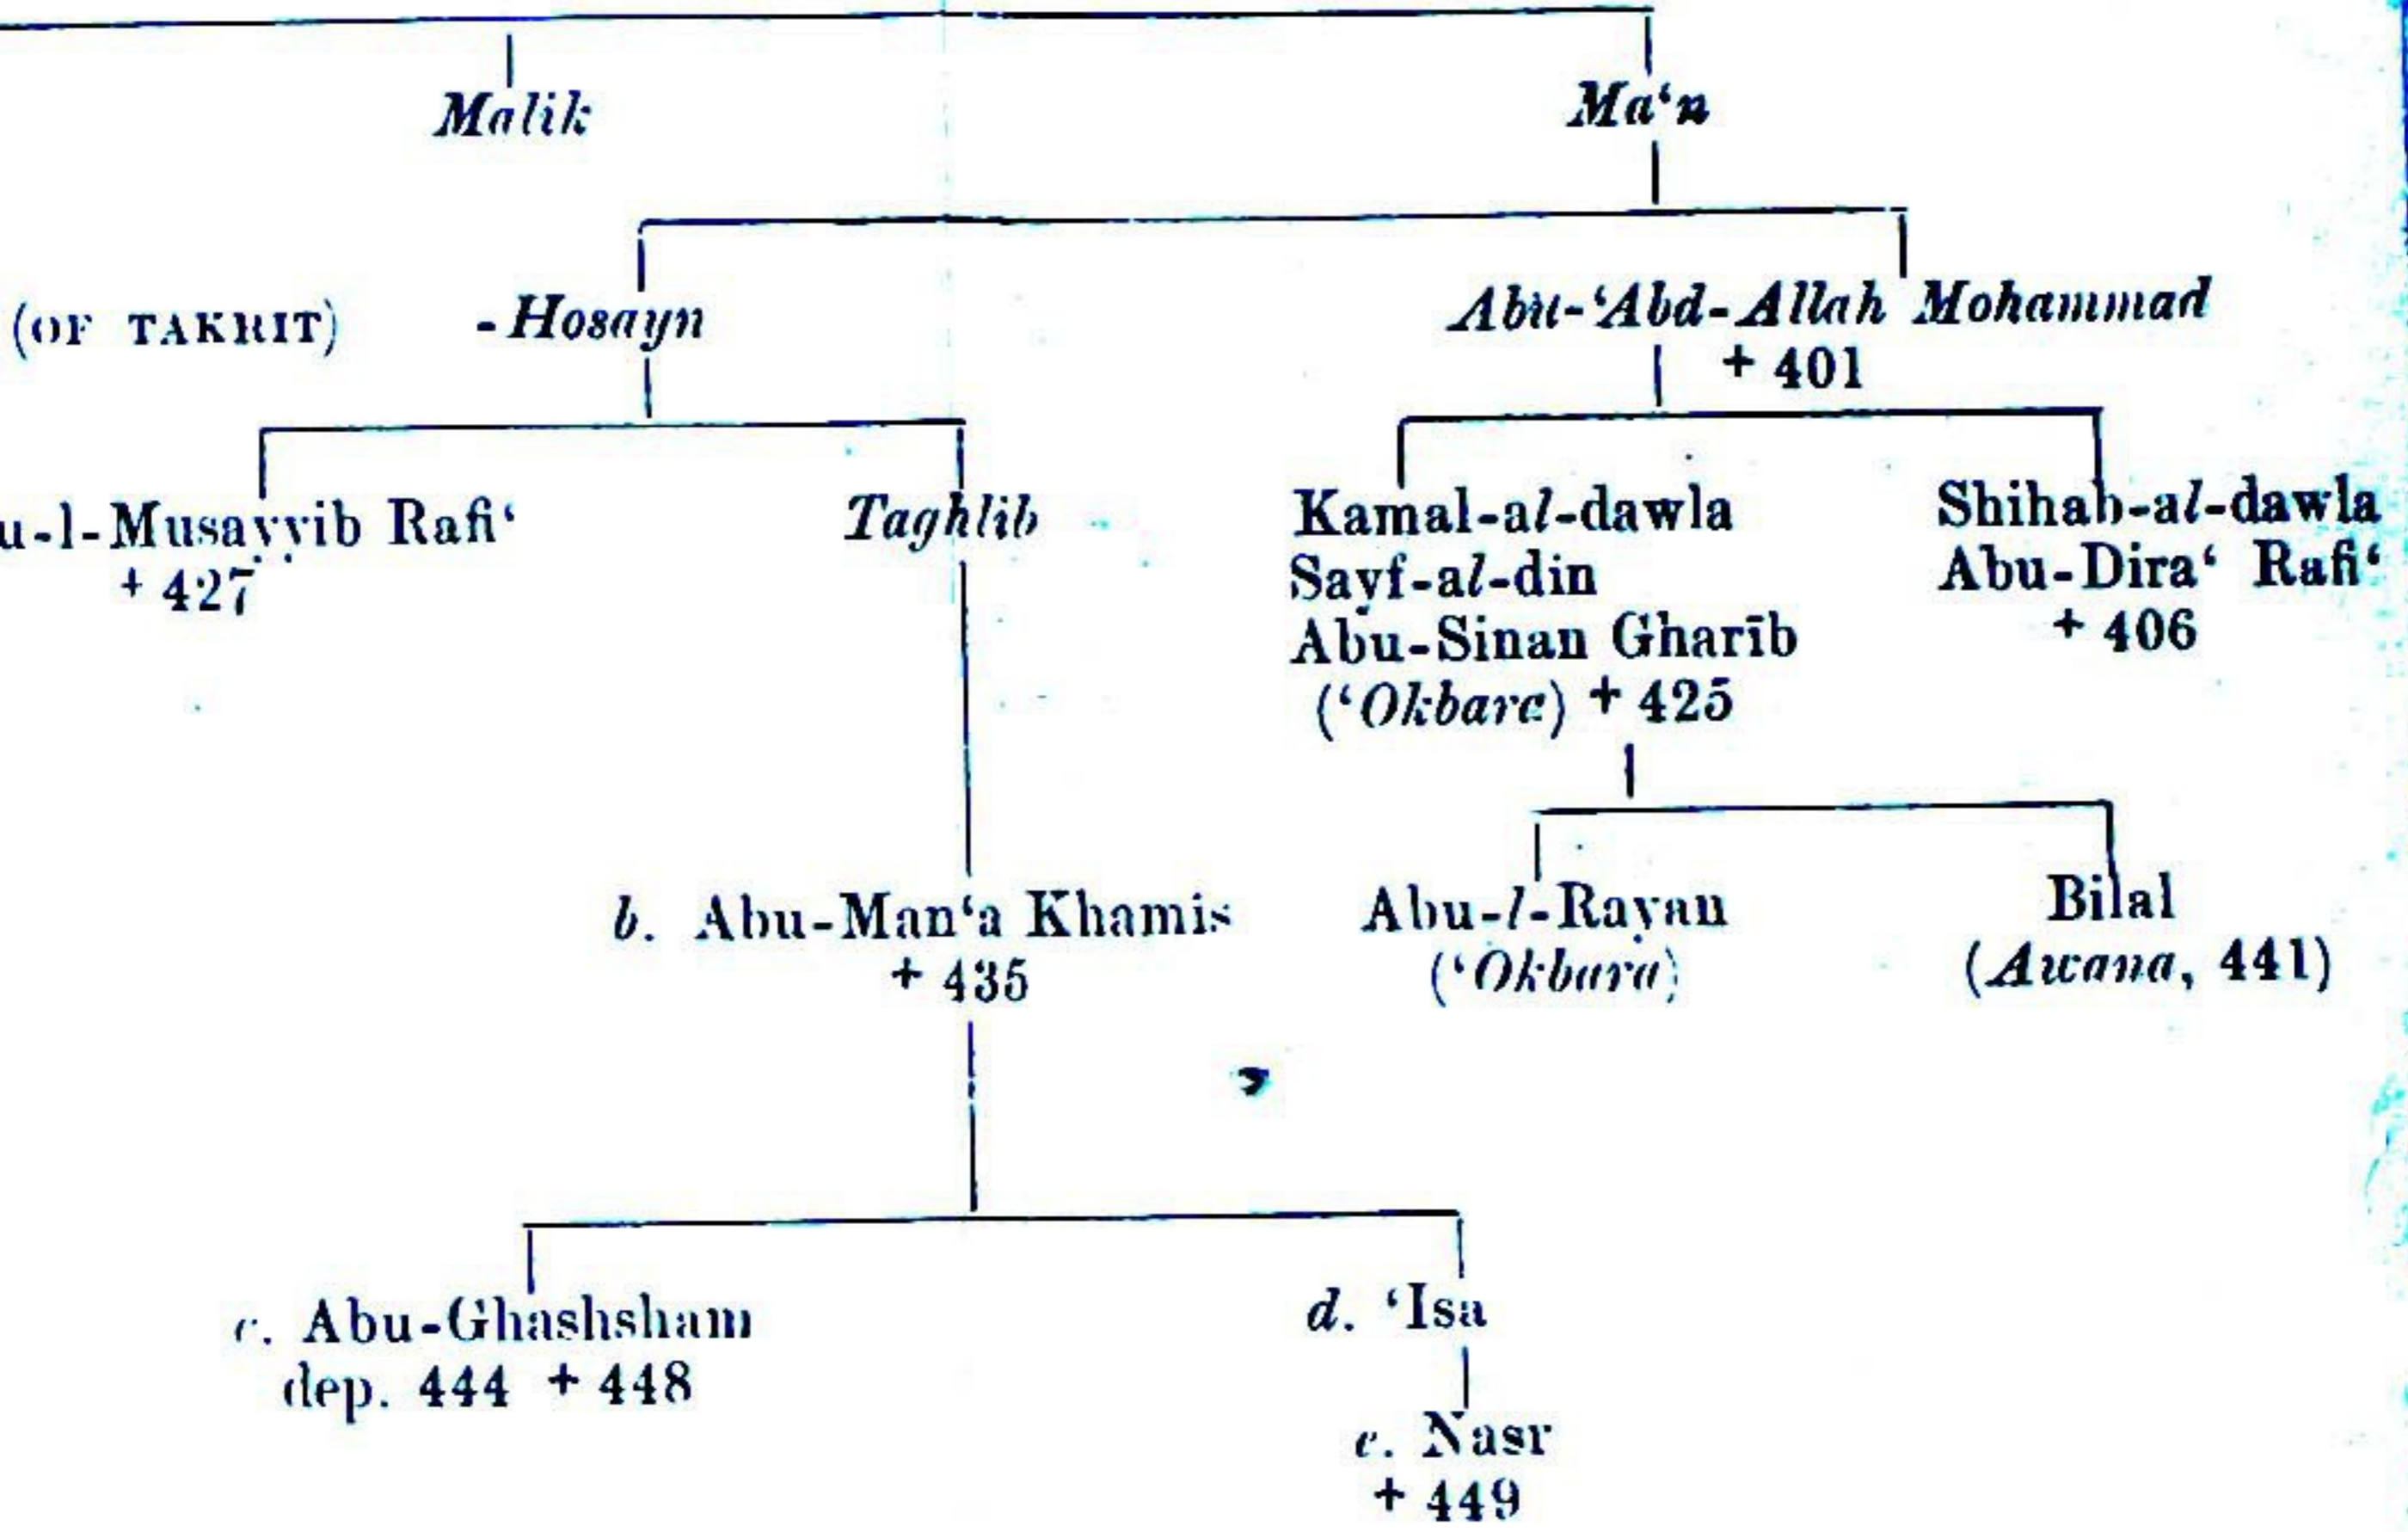 Malik
Ma‘n
(OF TAKRIT)
-Hosayn
Abu-‘Abd-Allah Mohammad
+ 401
u-l-Musayyib Rafi‘
+ 427
Taghlib
Kamal-al-dawla
Sayf-al-din
Abu-Sinan Gharīb
(‘Okbare) + 425
Shihab-al-dawla
Abu-Dira‘ Rafi‘
+ 406
b. Abu-Man‘a Khamis
+ 435
Abu-l-Rayan
(‘Okbara)
Bilal
(Awana, 441)
c. Abu-Ghashsham
dep. 444 + 448
d. ‘Isa
e. Nasr
+ 449